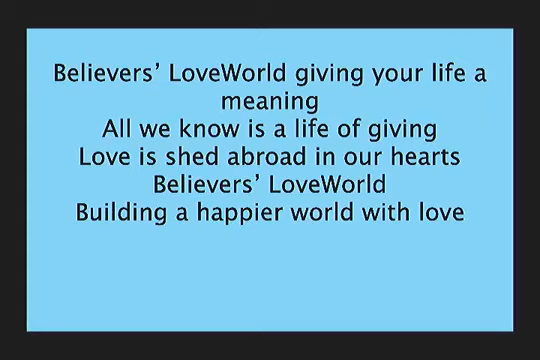 Believers’ LoveWorld giving your life a
meaning
All we know is a life of giving
Love is shed abroad in our hearts
Believers’ LoveWorld
Building a happier world with love